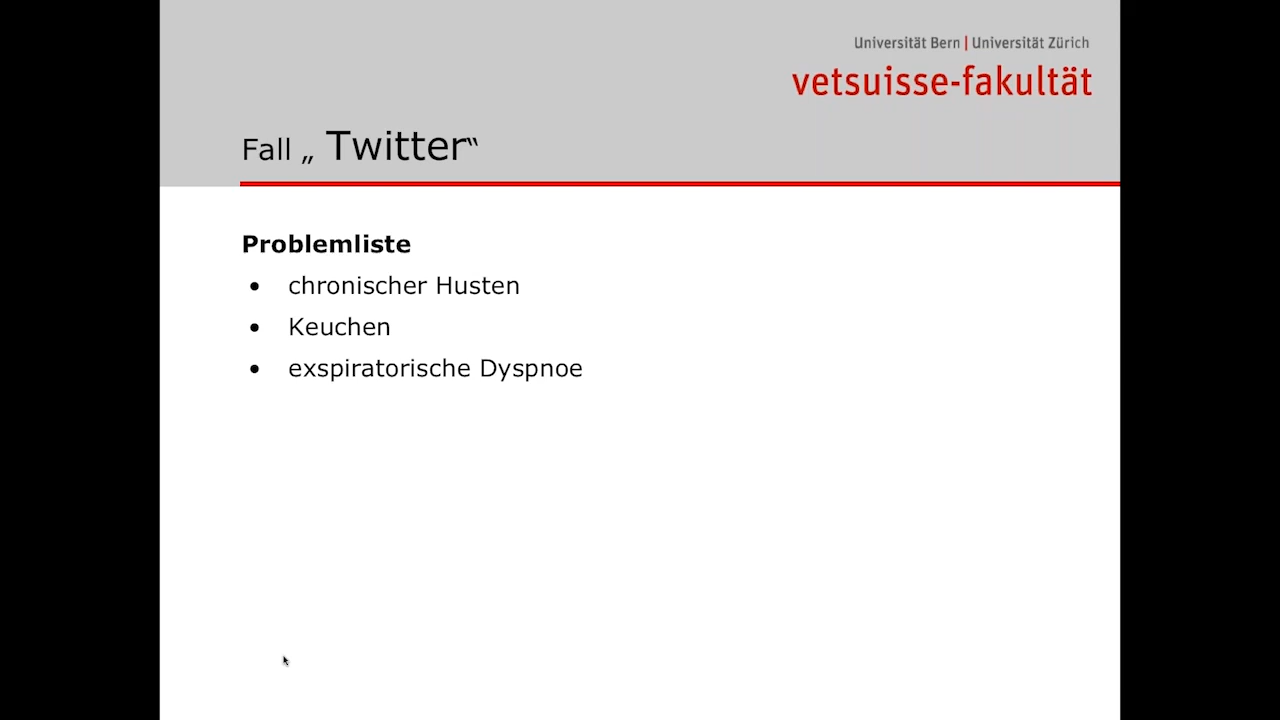 Universität Bern | Universität Zürich
vetsuisse-fakultät
Fall „ Twitter“
Problemliste
• chronischer Husten
• Keuchen
• exspiratorische Dyspnoe